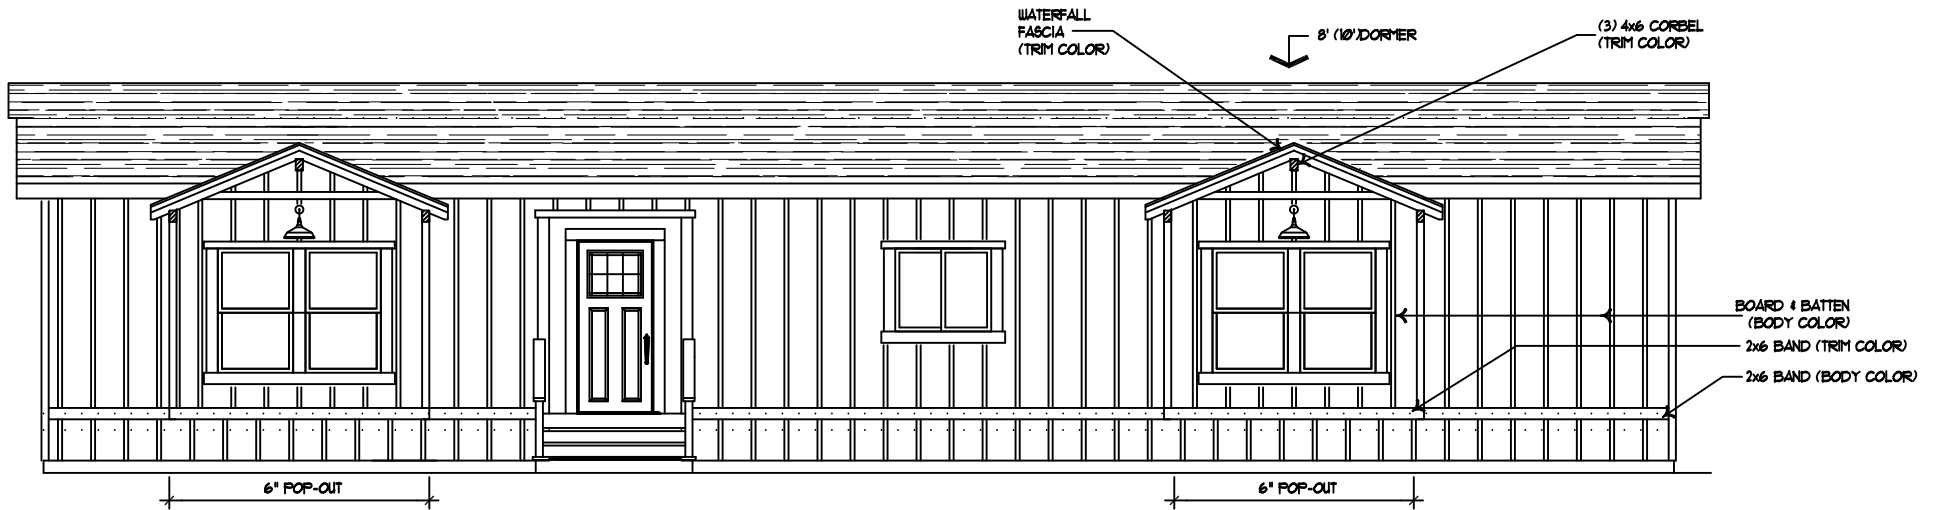 WATERFALL
FASCIA
(TRIM COLOR)
8' (10')DORMER
(3) 4x6 CORBEL
(TRIM COLOR)
BOARD & BATTEN
(BODY COLOR)
2x6 BAND (TRIM COLOR)
2x6 BAND (BODY COLOR)
6" POP-OUT
6" POP-OUT